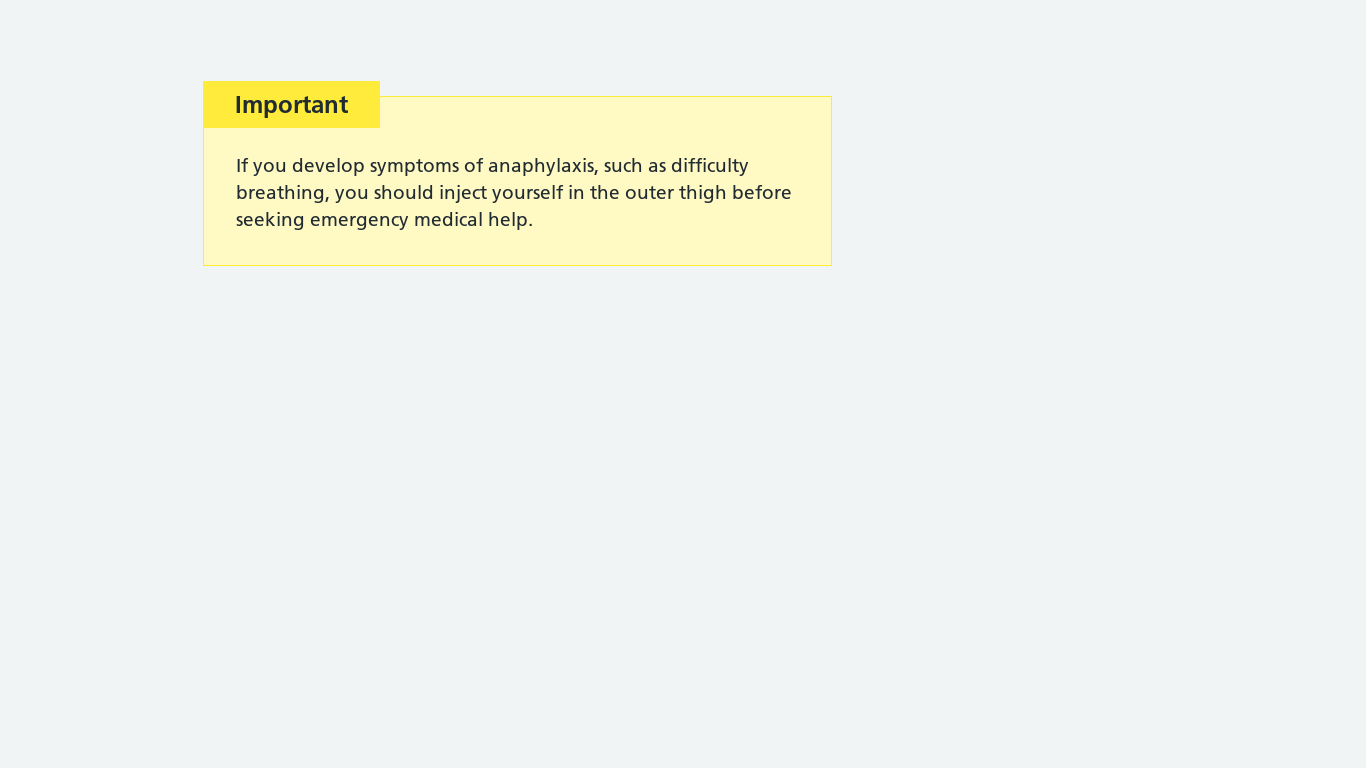 Important
If you develop symptoms of anaphylaxis, such as difficulty
breathing, you should inject yourself in the outer thigh before
seeking emergency medical help.